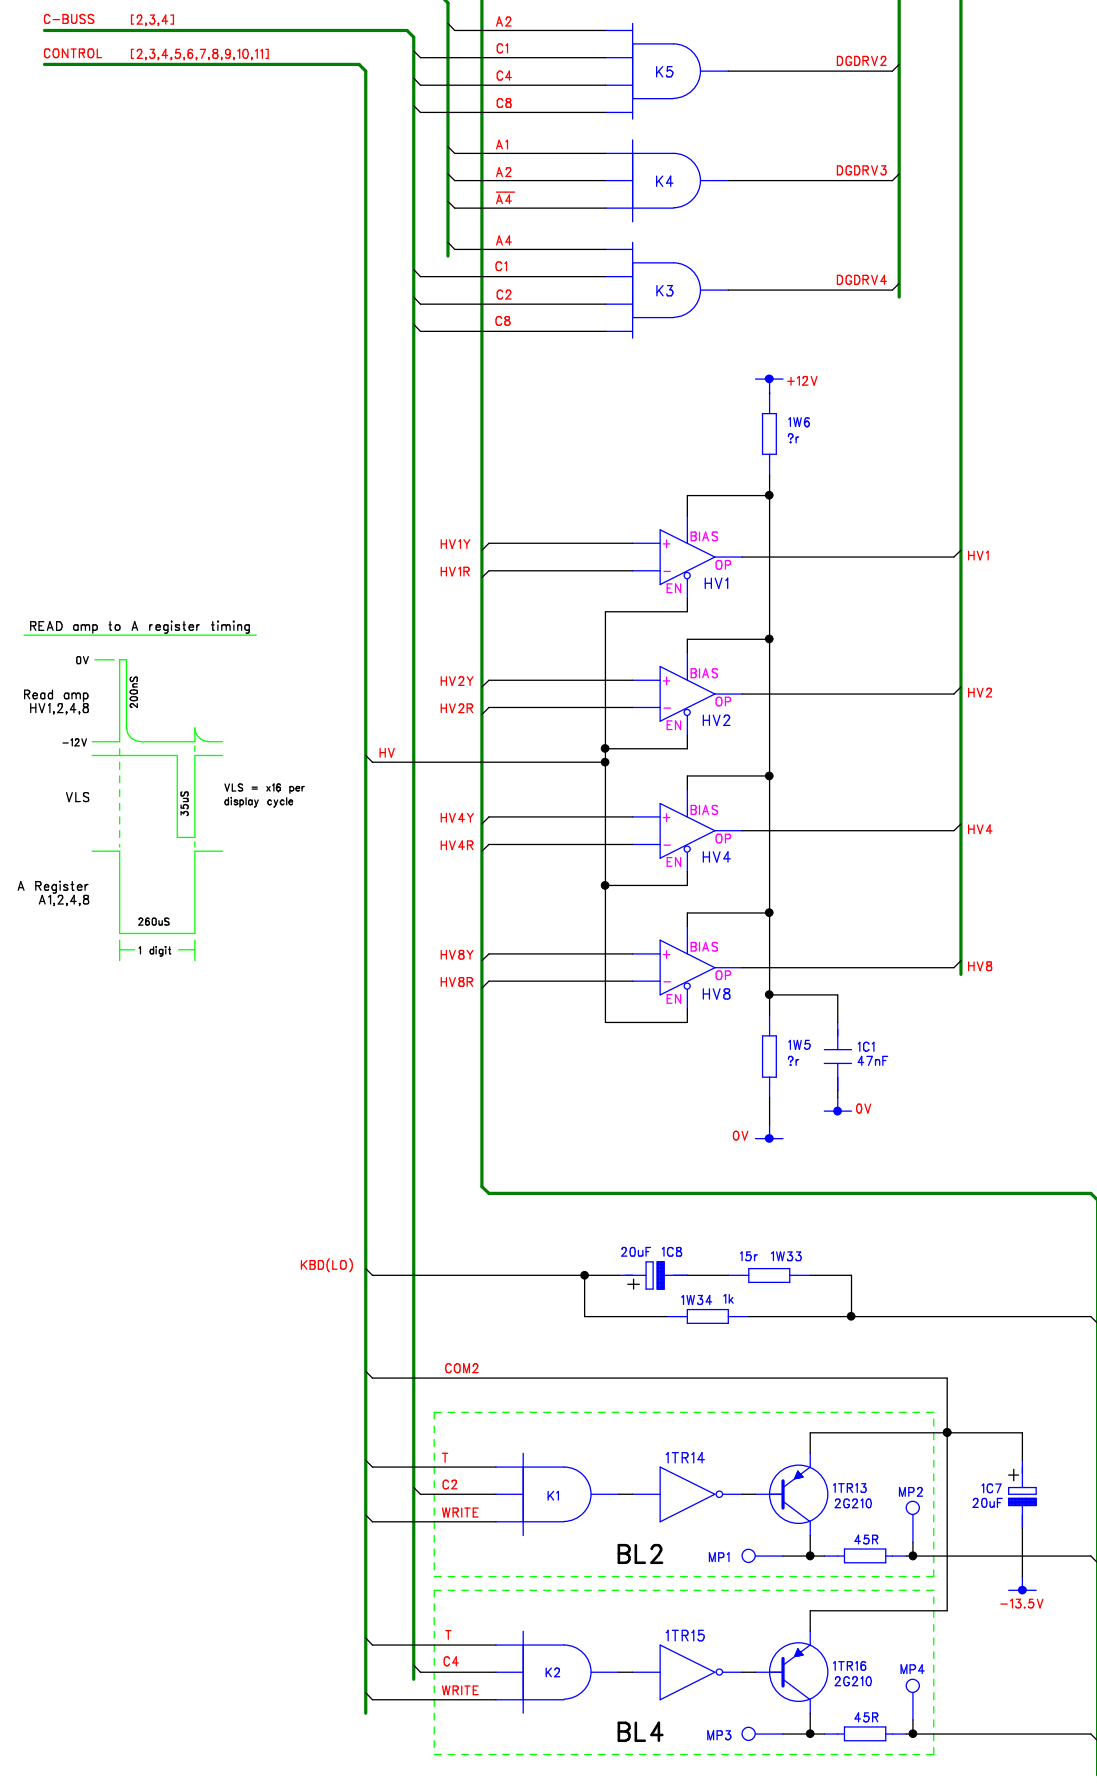 C-BUSS [2,3,4]
CONTROL [2,3,4,5,6,7,8,9,10,11]
A2
C1
C4
C8
K5
DGDRV2
A1
A2
A4
K4
DGDRV3
A4
C1
C2
C8
K3
DGDRV4
+12V
1W6
?r
HV1Y
HV1R
+
-
BIAS
OP
EN
HV1
HV1
READ amp to A register timing
0V
200nS
Read amp
HV1,2,4,8
-12V
VLS
35uS
VLS = x16 per
display cycle
A Register
A1,2,4,8
260uS
1 digit
HV2Y
HV2R
+
-
BIAS
OP
EN
HV2
HV2
HV
HV4Y
HV4R
+
-
BIAS
OP
EN
HV4
HV4
HV8Y
HV8R
+
-
BIAS
OP
EN
HV8
HV8
1W5
?r
1C1
47nF
0V
0V
KBD(LO)
20uF 1C8
+
15r 1W33
1W34 1k
COM2
T
C2
WRITE
K1
1TR14
1TR13
2G210
MP2
45R
MP1
BL2
+
1C7
20uF
-13.5V
T
C4
WRITE
K2
1TR15
1TR16
2G210
MP4
45R
MP3
BL4